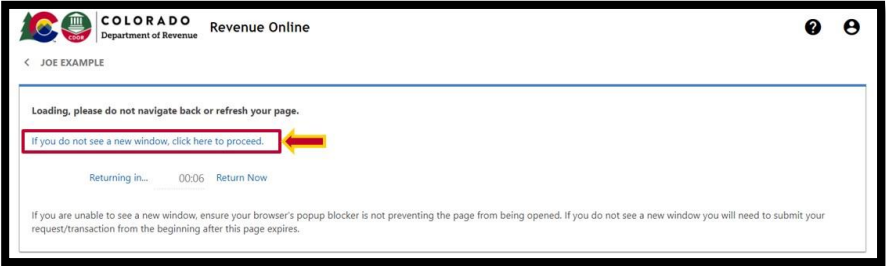 COLORADO
Department of Revenue
CDOR
Revenue Online
JOE EXAMPLE
Loading, please do not navigate back or refresh your page.
If you do not see a new window, click here to proceed.
Returning in... 00:06 Return Now
If you are unable to see a new window, ensure your browser's popup blocker is not preventing the page from being opened. If you do not see a new window you will need to submit your
request/transaction from the beginning after this page expires.